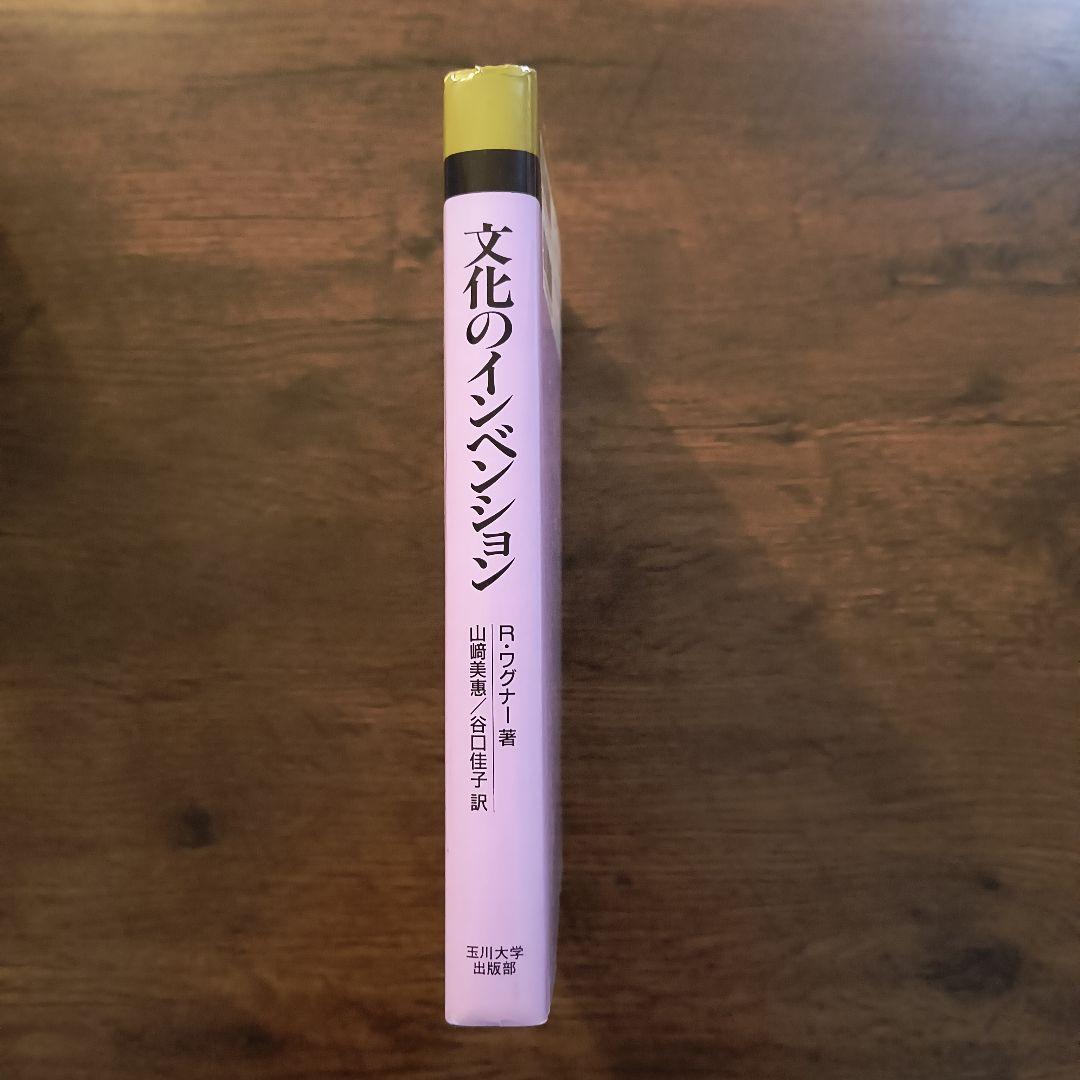 文化のインベンション
R・ワグナー 著
山﨑美惠／谷口佳子 訳
玉川大学
出版部